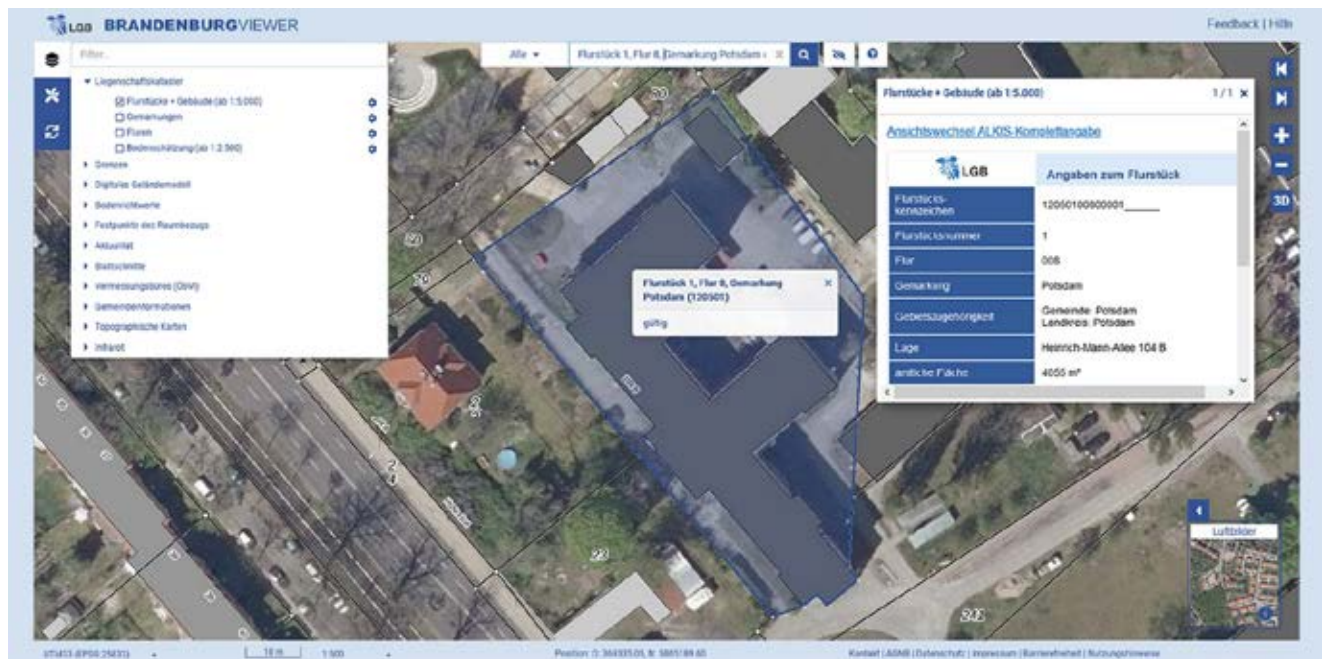 LGB BRANDENBURGVIEWER
Feedback | Hilfe
Filter...
Alle
Flurstück 1, Flur 8, Gemarkung Potsdam
Liegenschaftskataster
Flurstücke + Gebäude (ab 1:5.000)
Gemarkungen
Fluren
Bodenschätzung (ab 1:2.500)
Grenzen
Digitales Geländemodell
Bodenrichtwerte
Festpunkte des Raumbezugs
Aktualität
Blattschnitte
Vermessungsbüros (ÖbVI)
Gemeindeinformationen
Topographische Karten
Infrarot
Flurstück 1, Flur 8, Gemarkung
Potsdam (120501)
gültig
Flurstücke + Gebäude (ab 1:5.000)
1 / 1
Ansichtswechsel ALKIS-Komplettangabe
LGB
Angaben zum Flurstück
Flurstücks-
kennzeichen
12050100800001______
Flurstücksnummer
1
Flur
008
Gemarkung
Potsdam
Gebietszugehörigkeit
Gemeinde: Potsdam
Landkreis: Potsdam
Lage
Heinrich-Mann-Allee 104 B
amtliche Fläche
4055 m²
3D
70
23
241
Luftbilder
10 m
1:500
Kontakt | AGNB | Datenschutz | Impressum | Barrierefreiheit | Nutzungshinweise